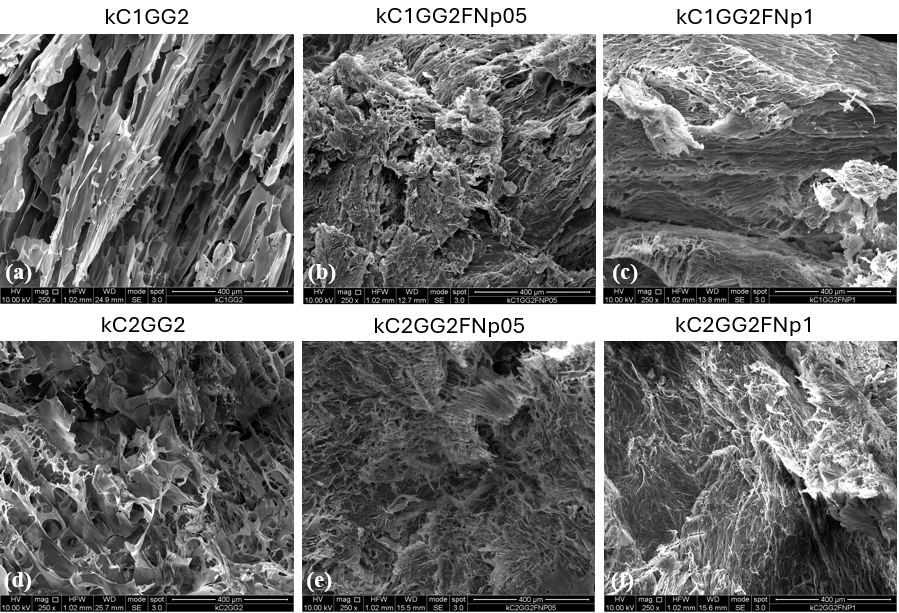 kC1GG2 kC1GG2FNp05 kC1GG2FNp1
(a) (b) (c)
HV mag HFW WD mode spot 400 µm
10.00 kV 250 x 1.02 mm 24.9 mm SE 3.0 kC1GG2
HV mag HFW WD mode spot 400 µm
10.00 kV 250 x 1.02 mm 12.7 mm SE 3.0 kC1GG2FNP05
HV mag HFW WD mode spot 400 µm
10.00 kV 250 x 1.02 mm 13.8 mm SE 3.0 kC1GG2FNP1
kC2GG2 kC2GG2FNp05 kC2GG2FNp1
(d) (e) (f)
HV mag HFW WD mode spot 400 µm
10.00 kV 250 x 1.02 mm 25.7 mm SE 3.0 kC2GG2
HV mag HFW WD mode spot 400 µm
10.00 kV 250 x 1.02 mm 15.5 mm SE 3.0 kC2GG2FNP05
HV mag HFW WD mode spot 400 µm
10.00 kV 250 x 1.02 mm 15.6 mm SE 3.0 kC2GG2FNP1